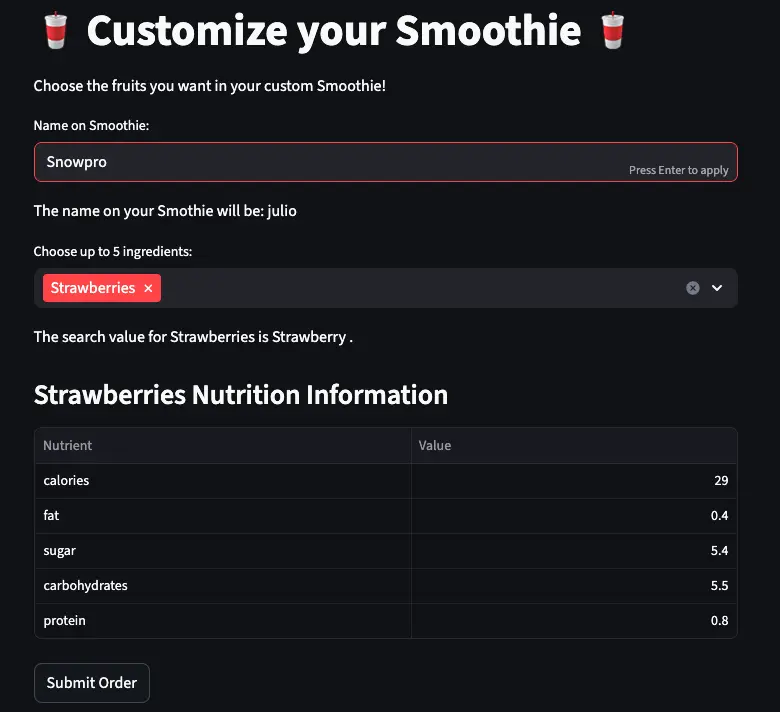 Customize your Smoothie
Choose the fruits you want in your custom Smoothie!
Name on Smoothie:
Snowpro
Press Enter to apply
The name on your Smothie will be: julio
Choose up to 5 ingredients:
Strawberries ×
The search value for Strawberries is Strawberry .
Strawberries Nutrition Information
Nutrient Value
calories 29
fat 0.4
sugar 5.4
carbohydrates 5.5
protein 0.8
Submit Order